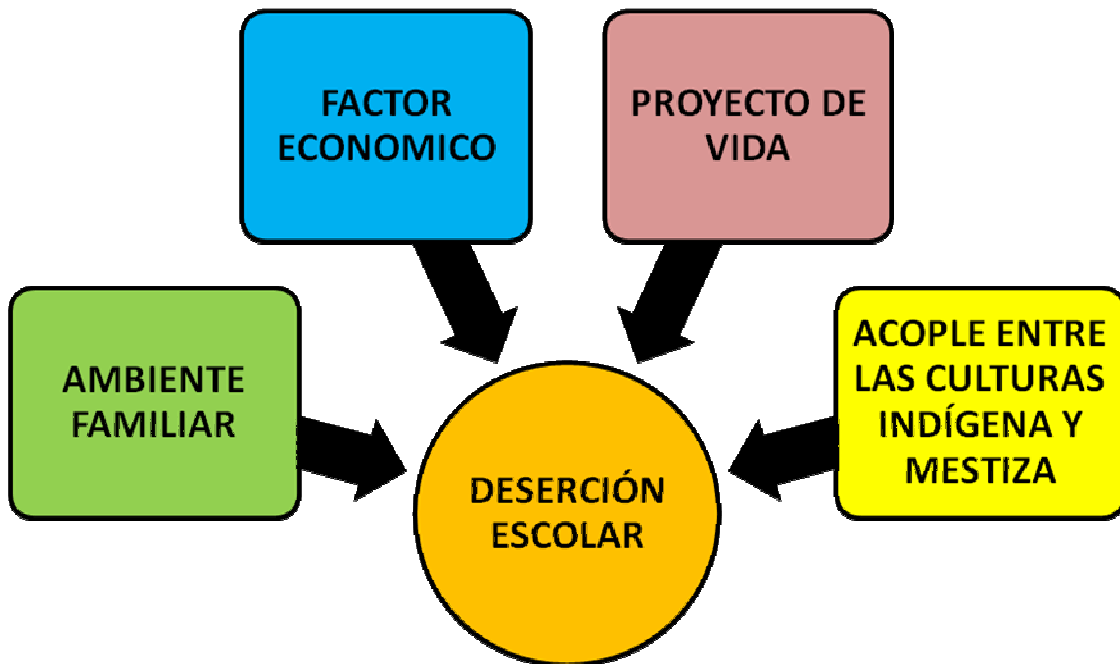 FACTOR
ECONOMICO
PROYECTO DE
VIDA
AMBIENTE
FAMILIAR
ACOPLE ENTRE
LAS CULTURAS
INDÍGENA Y
MESTIZA
DESERCIÓN
ESCOLAR